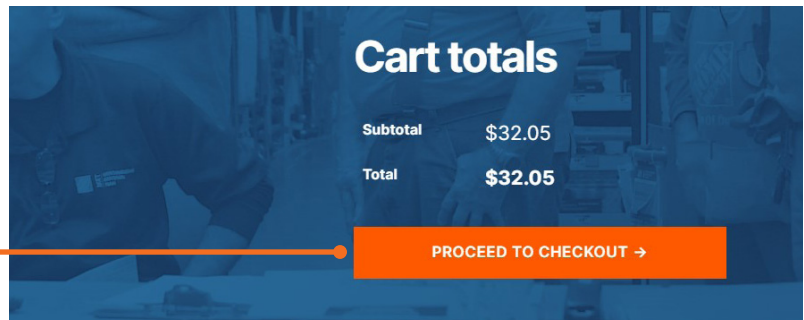 Cart totals
Subtotal $32.05
Total $32.05
PROCEED TO CHECKOUT →